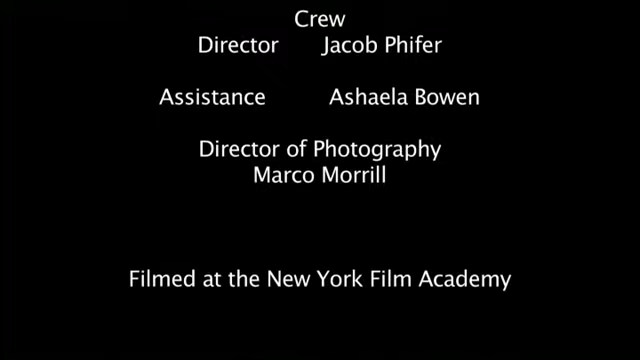 Crew
Director Jacob Phifer
Assistance Ashaela Bowen
Director of Photography
Marco Morrill
Filmed at the New York Film Academy